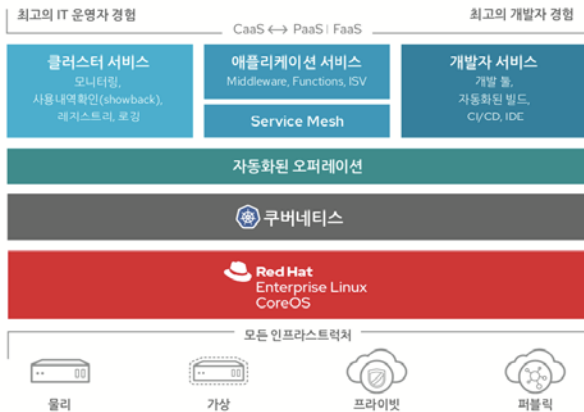 최고의 IT 운영자 경험
최고의 개발자 경험
CaaS ↔ PaaS | FaaS
클러스터 서비스
모니터링,
사용내역확인(showback),
레지스트리, 로깅
애플리케이션 서비스
Middleware, Functions, ISV
Service Mesh
개발자 서비스
개발 툴,
자동화된 빌드,
CI/CD, IDE
자동화된 오퍼레이션
쿠버네티스
Red Hat
Enterprise Linux
CoreOS
모든 인프라스트럭처
물리
가상
프라이빗
퍼블릭